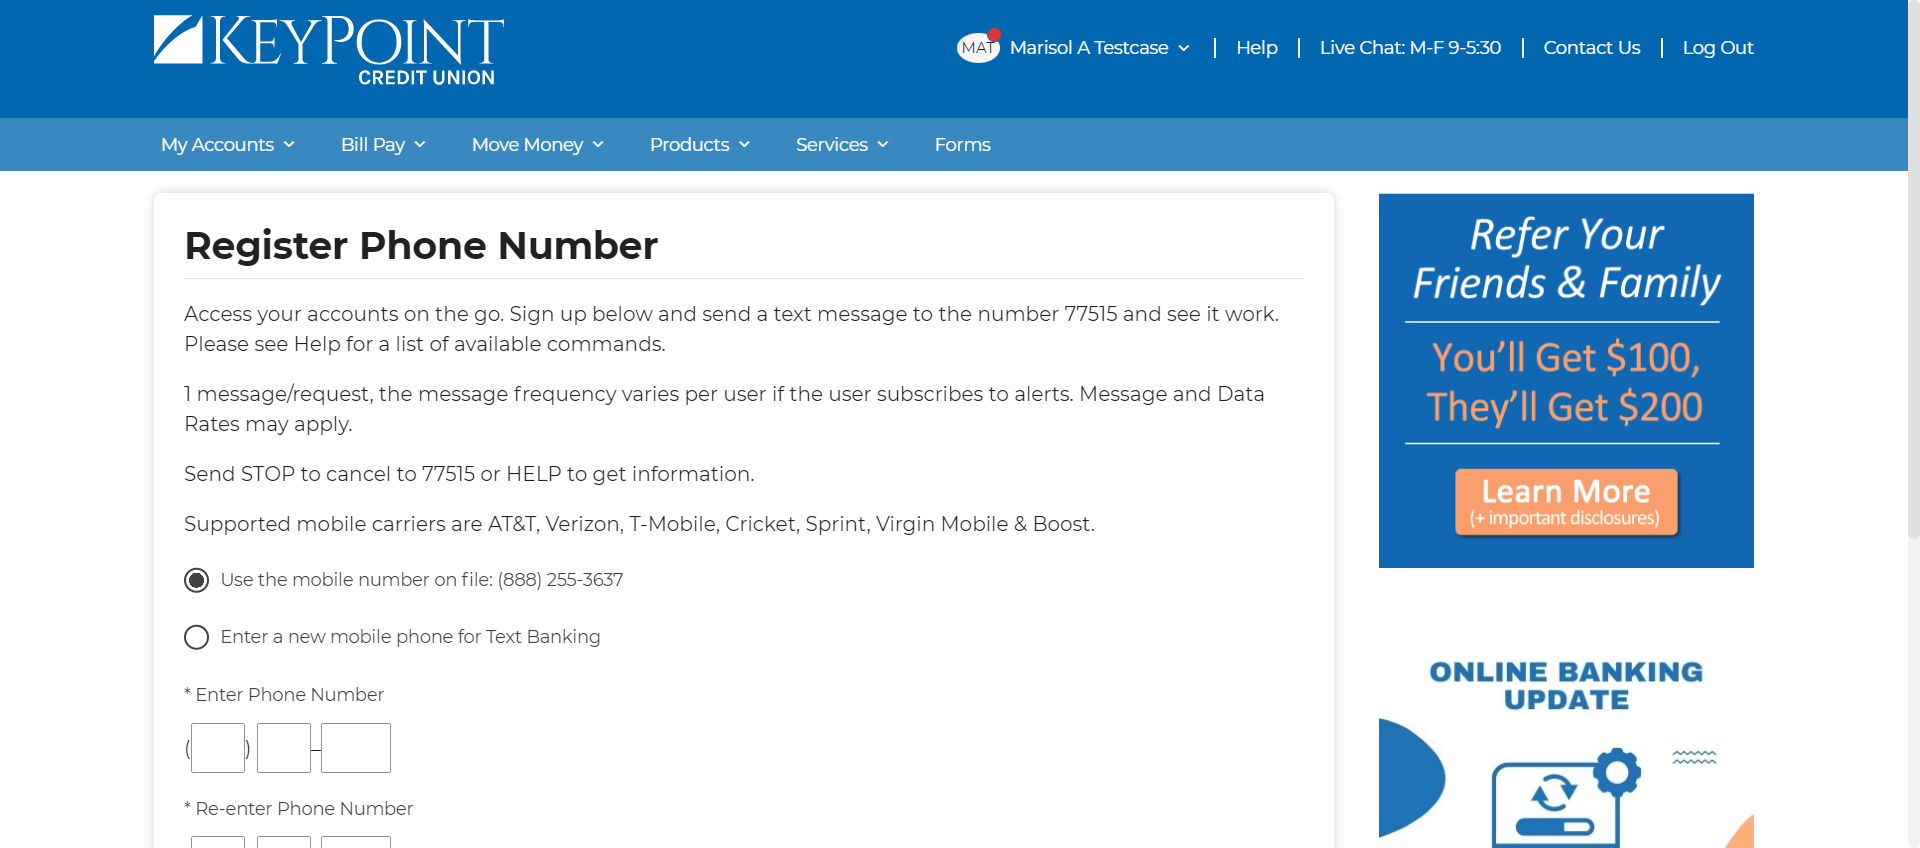 KEYPOINT
CREDIT UNION
MAT
Marisol A Testcase
Help
Live Chat: M-F 9-5:30
Contact Us
Log Out
My Accounts
Bill Pay
Move Money
Products
Services
Forms
Register Phone Number
Access your accounts on the go. Sign up below and send a text message to the number 77515 and see it work.
Please see Help for a list of available commands.
1 message/request, the message frequency varies per user if the user subscribes to alerts. Message and Data
Rates may apply.
Send STOP to cancel to 77515 or HELP to get information.
Supported mobile carriers are AT&T, Verizon, T-Mobile, Cricket, Sprint, Virgin Mobile & Boost.
Use the mobile number on file: (888) 255-3637
Enter a new mobile phone for Text Banking
* Enter Phone Number
( ) –
* Re-enter Phone Number
Refer Your
Friends & Family
You'll Get $100,
They'll Get $200
Learn More
(+ important disclosures)
ONLINE BANKING
UPDATE